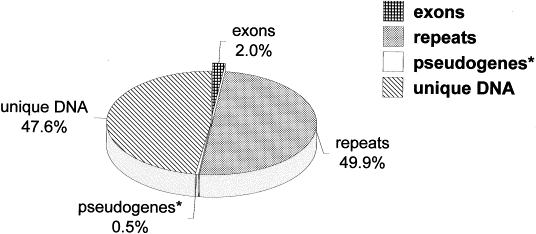 exons
2.0%
exons
repeats
pseudogenes*
unique DNA
unique DNA
47.6%
repeats
49.9%
pseudogenes*
0.5%